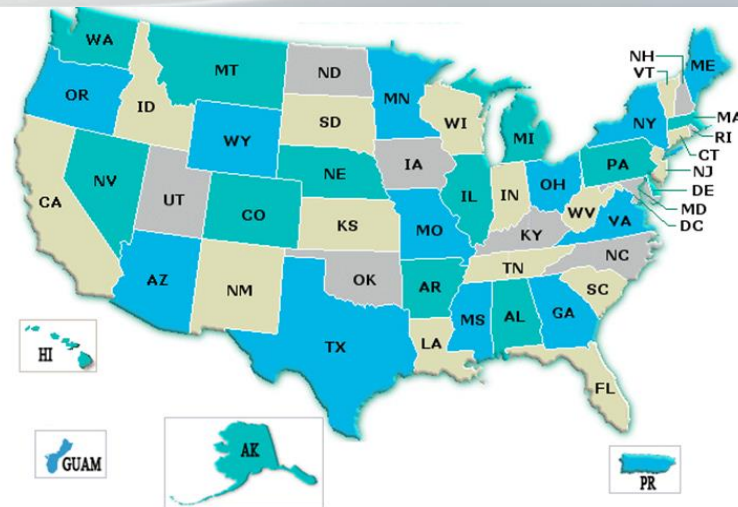 WA
MT
ND
MN
NH
VT
ME
OR
ID
SD
WI
MI
NY
MA
RI
WY
IA
CT
NV
NE
PA
NJ
UT
CO
IL
IN
OH
DE
MD
DC
CA
KS
MO
WV
VA
KY
NC
TN
AZ
NM
OK
AR
SC
TX
LA
MS
AL
GA
FL
HI
GUAM
AK
PR